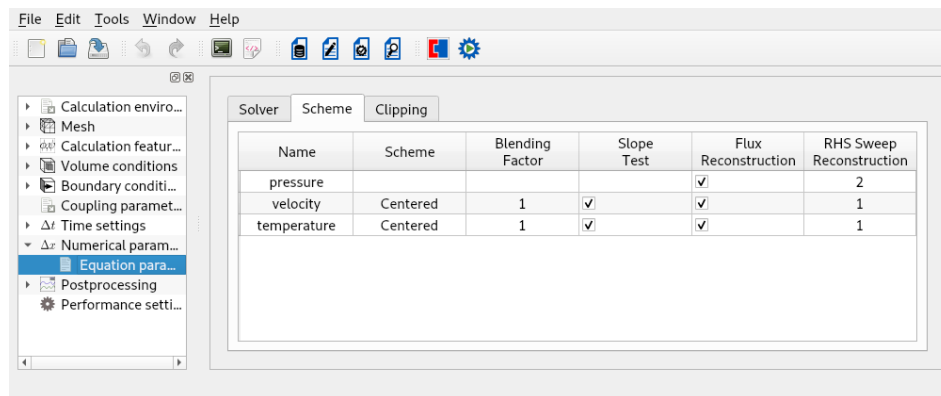 File Edit Tools Window Help
Calculation enviro...
Mesh
Calculation featur...
Volume conditions
Boundary conditi...
Coupling paramet...
Δt Time settings
Δx Numerical param...
Equation para...
Postprocessing
Performance setti...
Solver Scheme Clipping
Name Scheme Blending Factor Slope Test Flux Reconstruction RHS Sweep Reconstruction
pressure 2
velocity Centered 1 1
temperature Centered 1 1